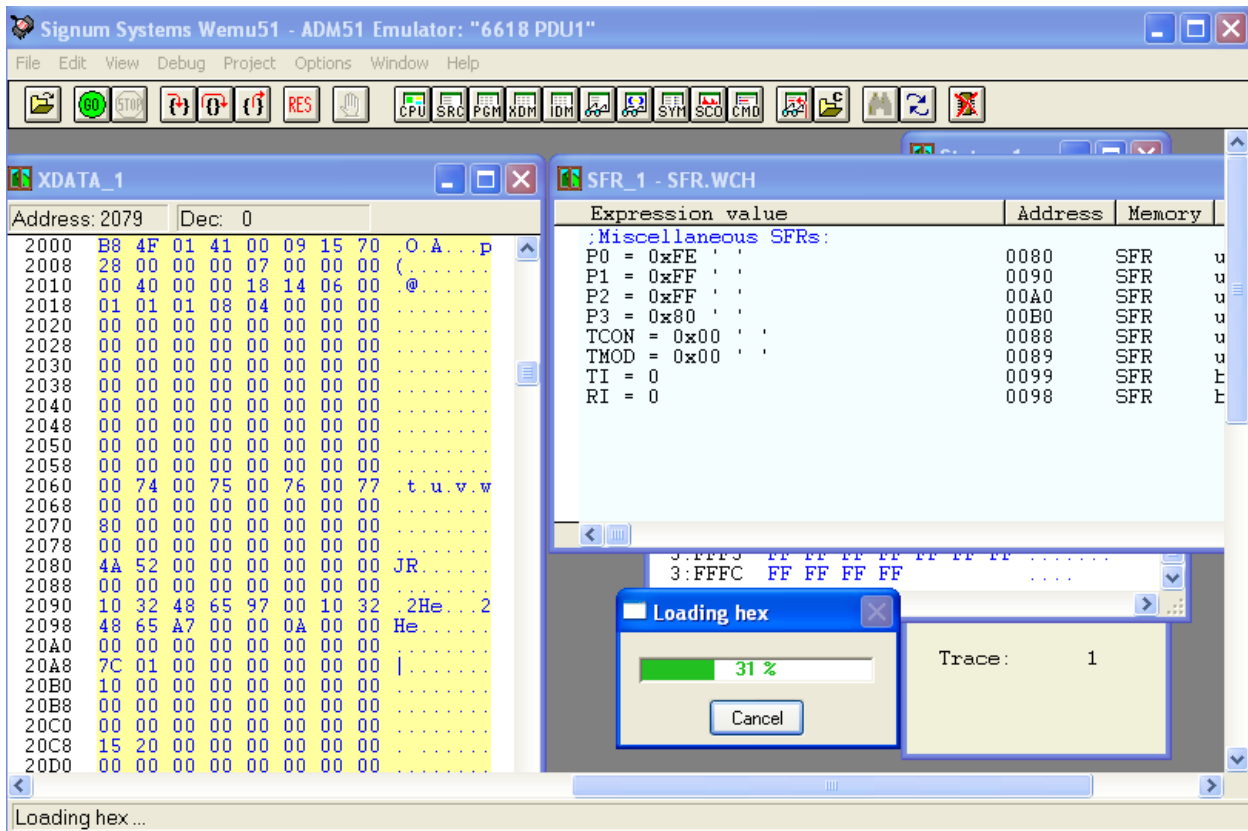 Signum Systems Wemu51 - ADM51 Emulator: "6618 PDU1"
File Edit View Debug Project Options Window Help
GO STOP {} {} {} RES CPU SRC PGM XDM IDM SYM SCO CMD C
XDATA_1
Address: 2079 Dec: 0
2000 B8 4F 01 41 00 09 15 70 .O.A...p
2008 28 00 00 00 07 00 00 00 (.......
2010 00 40 00 00 18 14 06 00 .@......
2018 01 01 01 08 04 00 00 00 ........
2020 00 00 00 00 00 00 00 00 ........
2028 00 00 00 00 00 00 00 00 ........
2030 00 00 00 00 00 00 00 00 ........
2038 00 00 00 00 00 00 00 00 ........
2040 00 00 00 00 00 00 00 00 ........
2048 00 00 00 00 00 00 00 00 ........
2050 00 00 00 00 00 00 00 00 ........
2058 00 00 00 00 00 00 00 00 ........
2060 00 74 00 75 00 76 00 77 .t.u.v.w
2068 00 00 00 00 00 00 00 00 ........
2070 80 00 00 00 00 00 00 00 ........
2078 00 00 00 00 00 00 00 00 ........
2080 4A 52 00 00 00 00 00 00 JR......
2088 00 00 00 00 00 00 00 00 ........
2090 10 32 48 65 97 00 10 32 .2He...2
2098 48 65 A7 00 00 0A 00 00 He......
20A0 00 00 00 00 00 00 00 00 ........
20A8 7C 01 00 00 00 00 00 00 |.......
20B0 10 00 00 00 00 00 00 00 ........
20B8 00 00 00 00 00 00 00 00 ........
20C0 00 00 00 00 00 00 00 00 ........
20C8 15 20 00 00 00 00 00 00 . ......
20D0 00 00 00 00 00 00 00 00 ........
SFR_1 - SFR.WCH
Expression value Address Memory
;Miscellaneous SFRs:
P0 = 0xFE ' ' 0080 SFR u
P1 = 0xFF ' ' 0090 SFR u
P2 = 0xFF ' ' 00A0 SFR u
P3 = 0x80 ' ' 00B0 SFR u
TCON = 0x00 ' ' 0088 SFR u
TMOD = 0x00 ' ' 0089 SFR u
TI = 0 0099 SFR
RI = 0 0098 SFR
3:FFFC FF FF FF FF ....
Loading hex
31 %
Cancel
Trace: 1
Loading hex ...